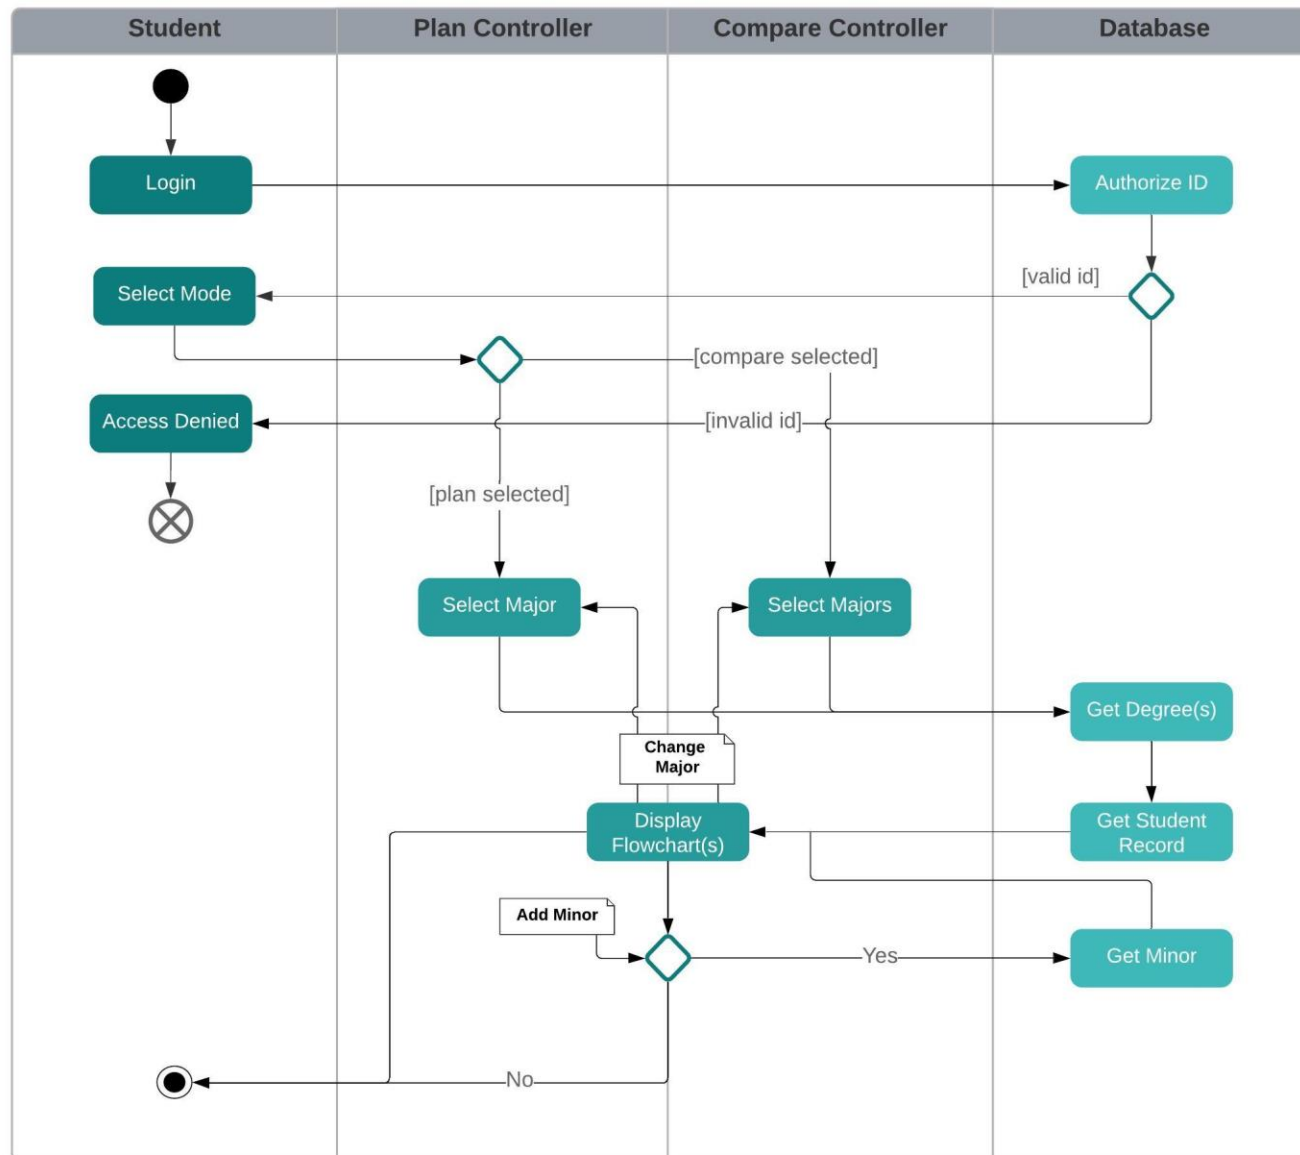 Student
Plan Controller
Compare Controller
Database
Login
Authorize ID
[valid id]
Select Mode
[compare selected]
Access Denied
[invalid id]
[plan selected]
Select Major
Select Majors
Get Degree(s)
Change
Major
Display
Flowchart(s)
Get Student
Record
Add Minor
Yes
Get Minor
No